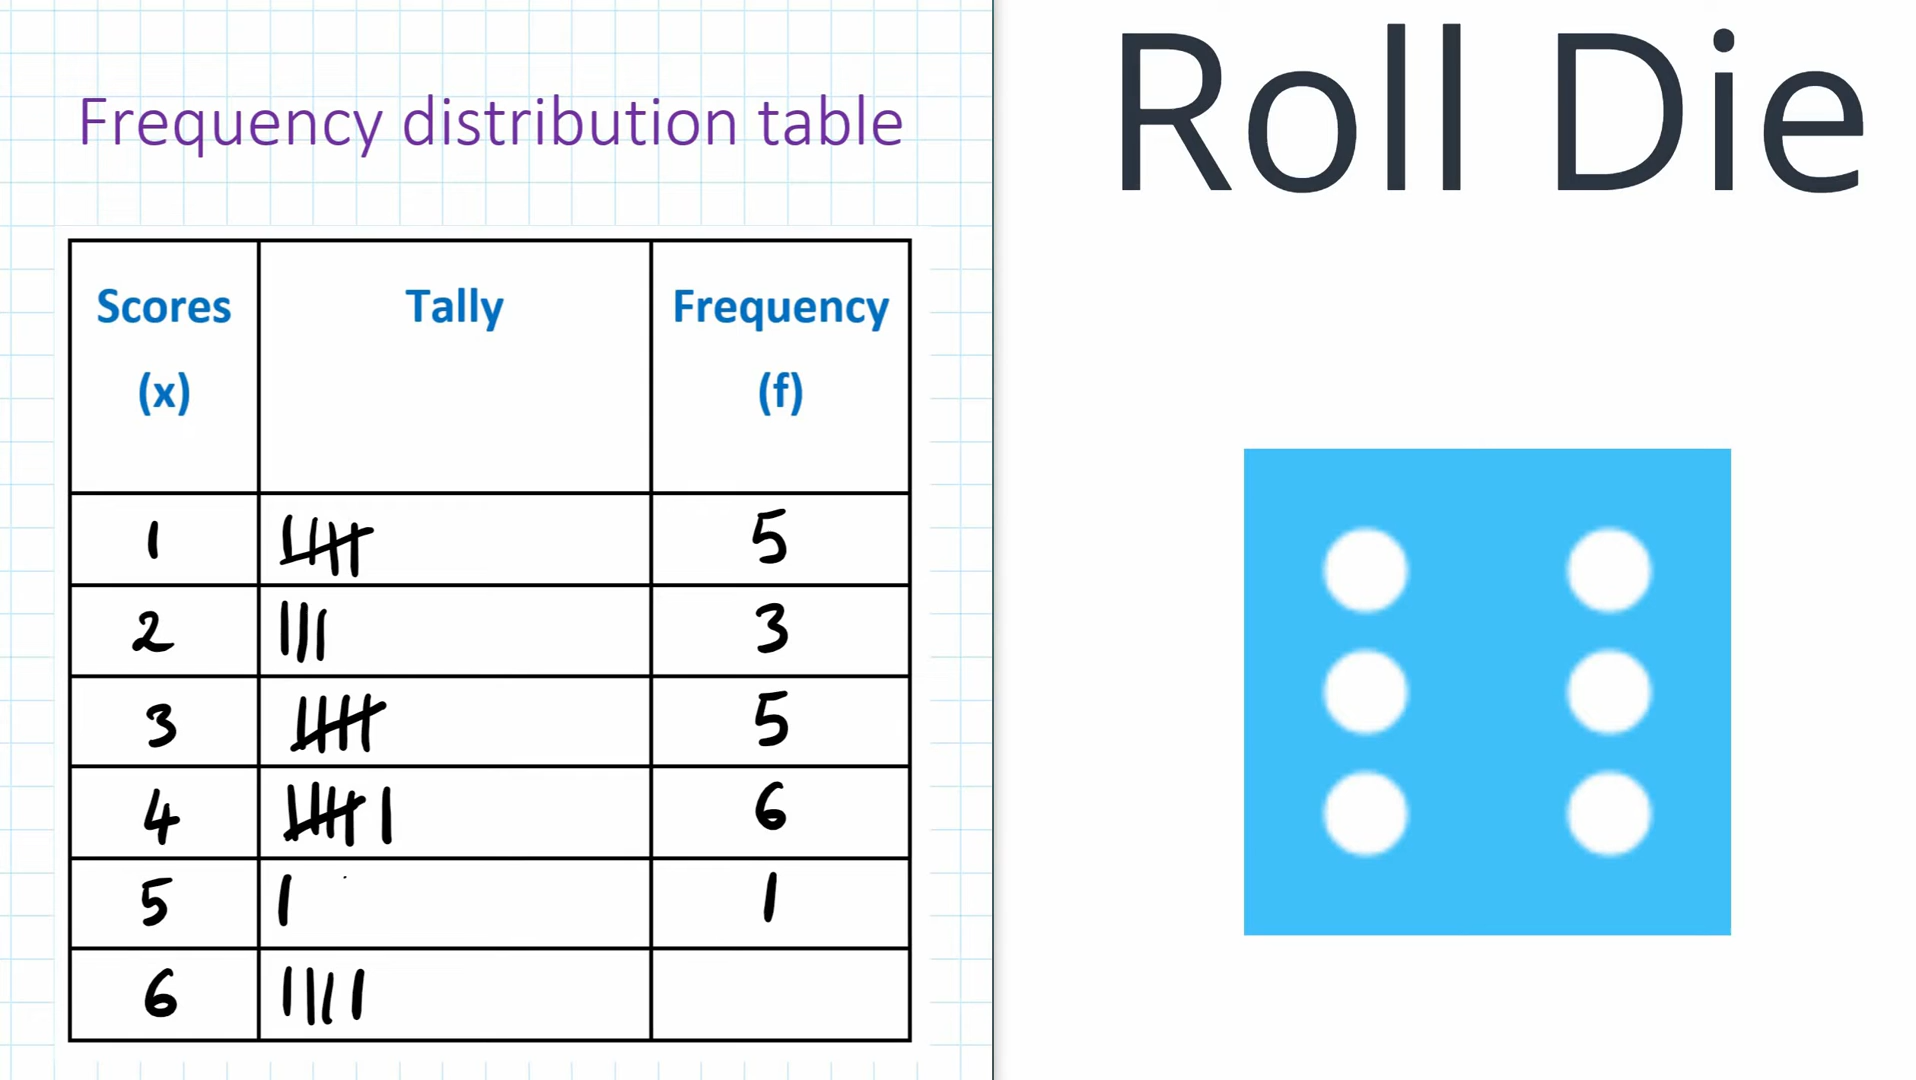 Roll Die
Frequency distribution table
Scores (x) Tally Frequency (f)
1 5
2 3
3 5
4 6
5 1
6